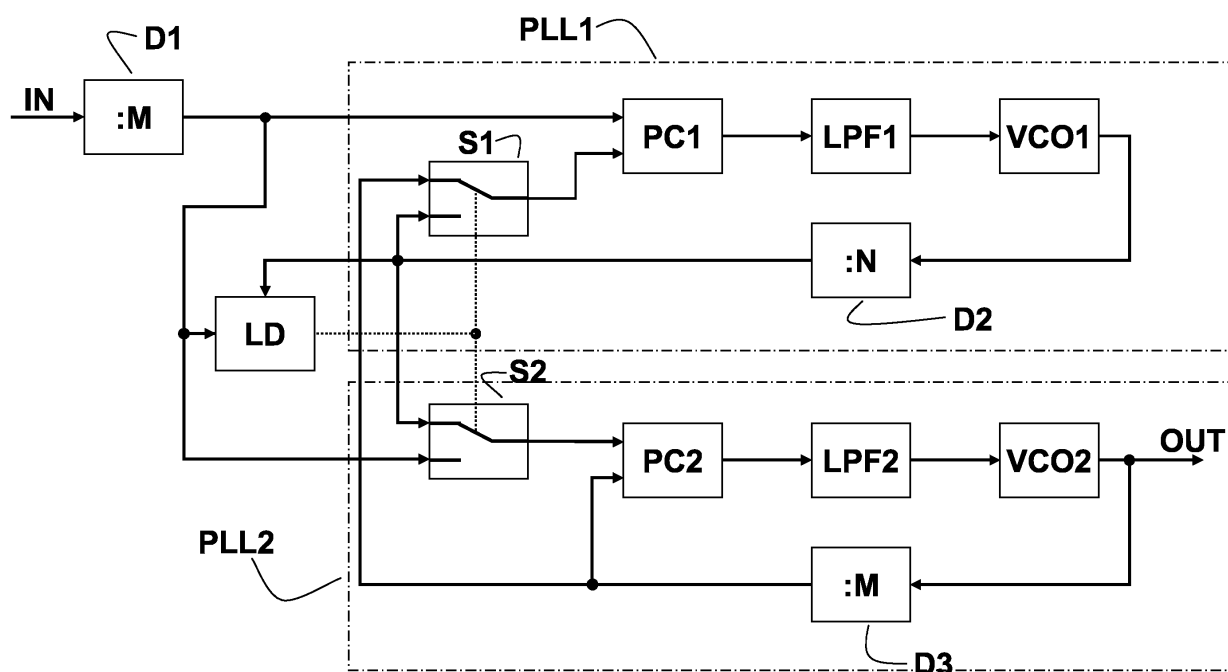 PLL1
D1
IN
:M
S1
PC1
LPF1
VCO1
:N
LD
D2
S2
OUT
PC2
LPF2
VCO2
PLL2
:M
D3